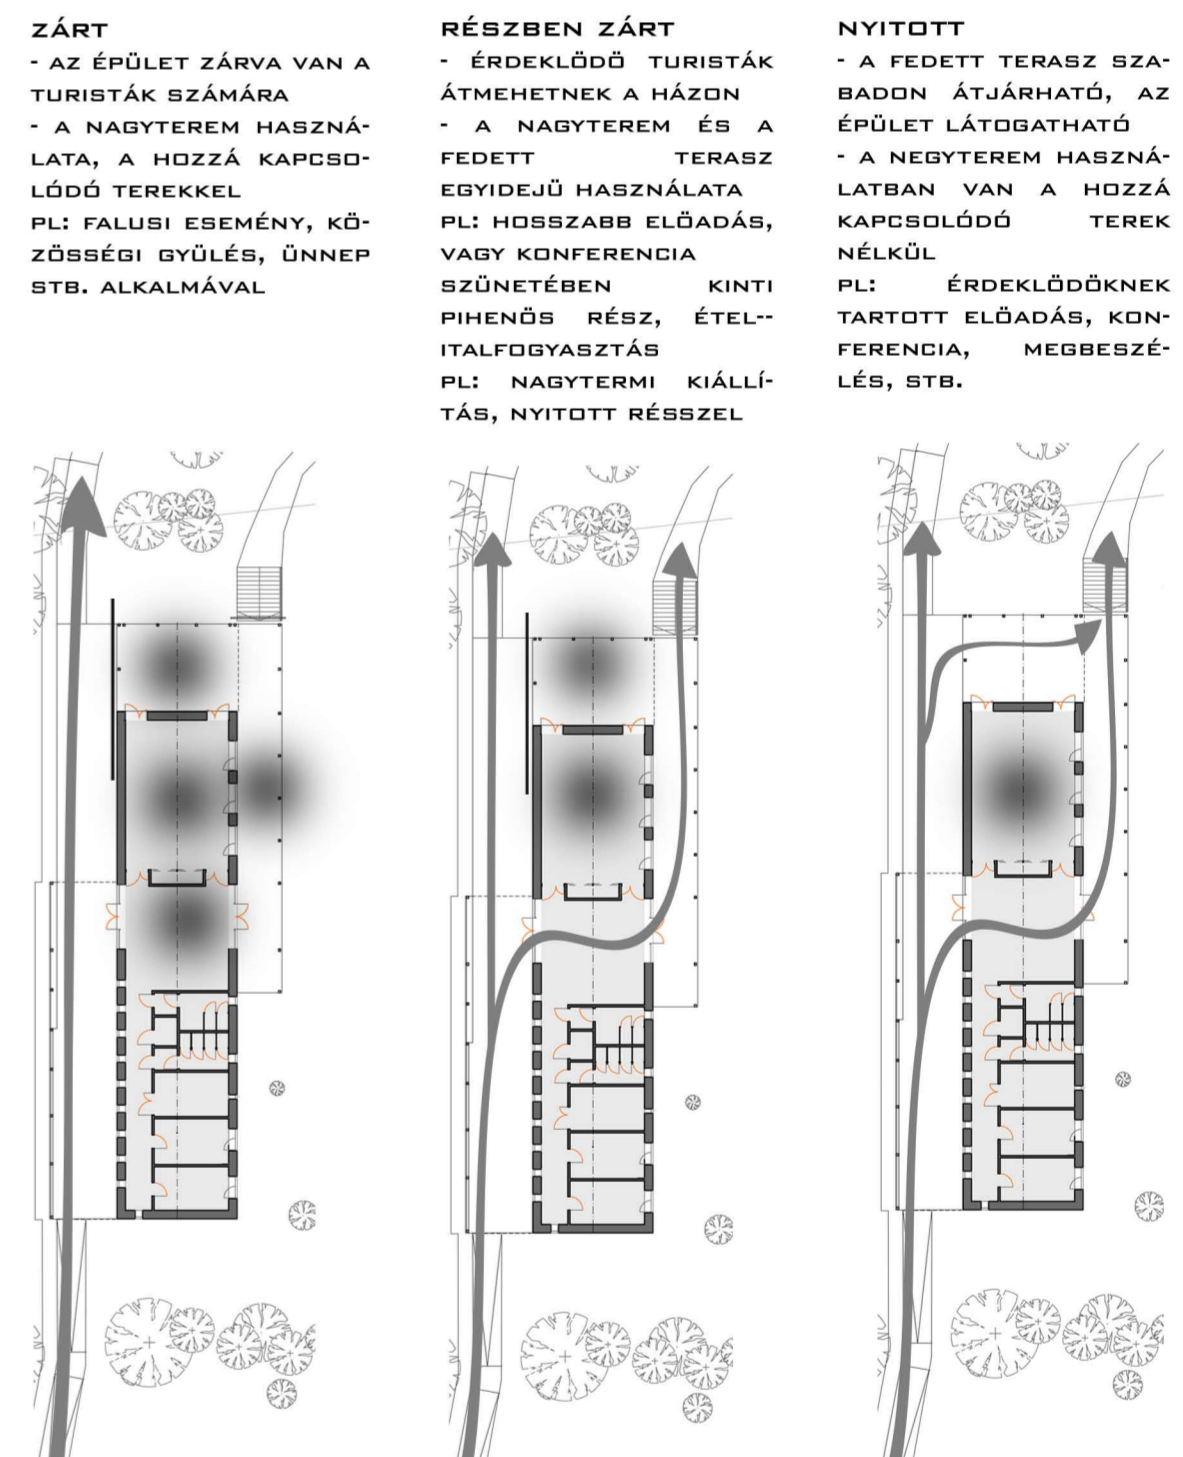 ZÁRT
- AZ ÉPÜLET ZÁRVA VAN A
TURISTÁK SZÁMÁRA
- A NAGYTEREM HASZNÁ-
LATA, A HOZZÁ KAPCSO-
LÓDÓ TEREKKEL
PL: FALUSI ESEMÉNY, KÖ-
ZÖSSÉGI GYÜLÉS, ÜNNEP
STB. ALKALMÁVAL
RÉSZBEN ZÁRT
- ÉRDEKLÖDÖ TURISTÁK
ÁTMEHETNEK A HÁZON
- A NAGYTEREM ÉS A
FEDETT TERASZ
EGYIDEJÜ HASZNÁLATA
PL: HOSSZABB ELÖADÁS,
VAGY KONFERENCIA
SZÜNETÉBEN KINTI
PIHENÖS RÉSZ, ÉTEL--
ITALFOGYASZTÁS
PL: NAGYTERMI KIÁLLÍ-
TÁS, NYITOTT RÉSSZEL
NYITOTT
- A FEDETT TERASZ SZA-
BADON ÁTJÁRHATÓ, AZ
ÉPÜLET LÁTOGATHATÓ
- A NEGYTEREM HASZNÁ-
LATBAN VAN A HOZZÁ
KAPCSOLÓDÓ TEREK
NÉLKÜL
PL: ÉRDEKLÖDÖKNEK
TARTOTT ELÖADÁS, KON-
FERENCIA, MEGBESZÉ-
LÉS, STB.